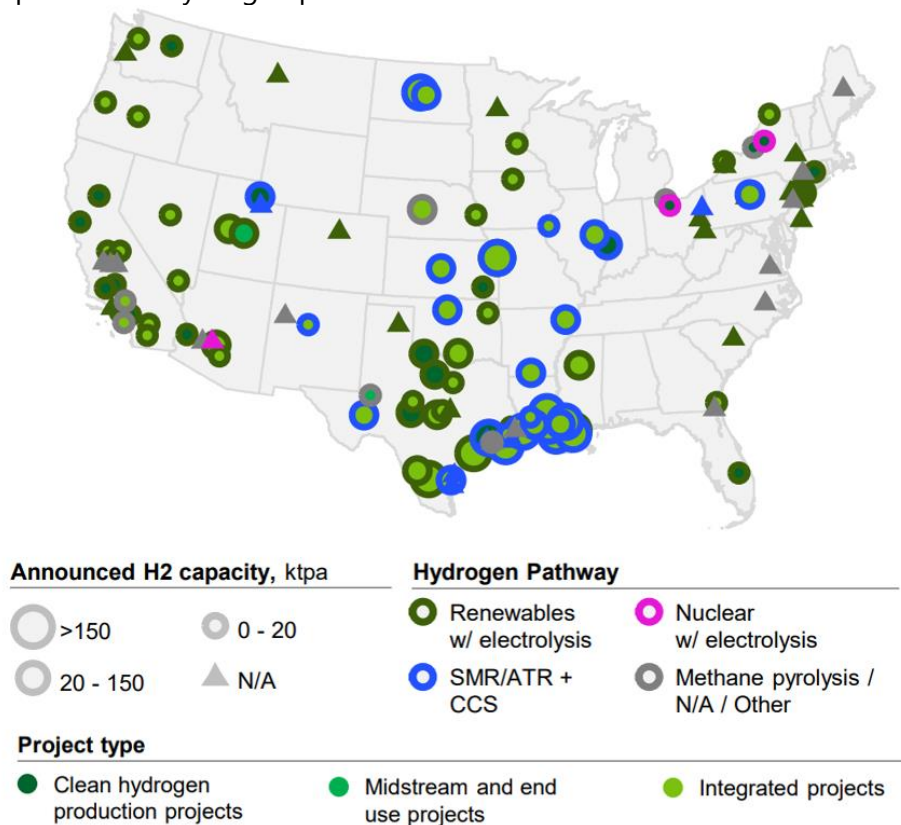 Announced H2 capacity, ktpa
>150
0 - 20
20 - 150
N/A
Hydrogen Pathway
Renewables
w/ electrolysis
Nuclear
w/ electrolysis
SMR/ATR +
CCS
Methane pyrolysis /
N/A / Other
Project type
Clean hydrogen
production projects
Midstream and end
use projects
Integrated projects